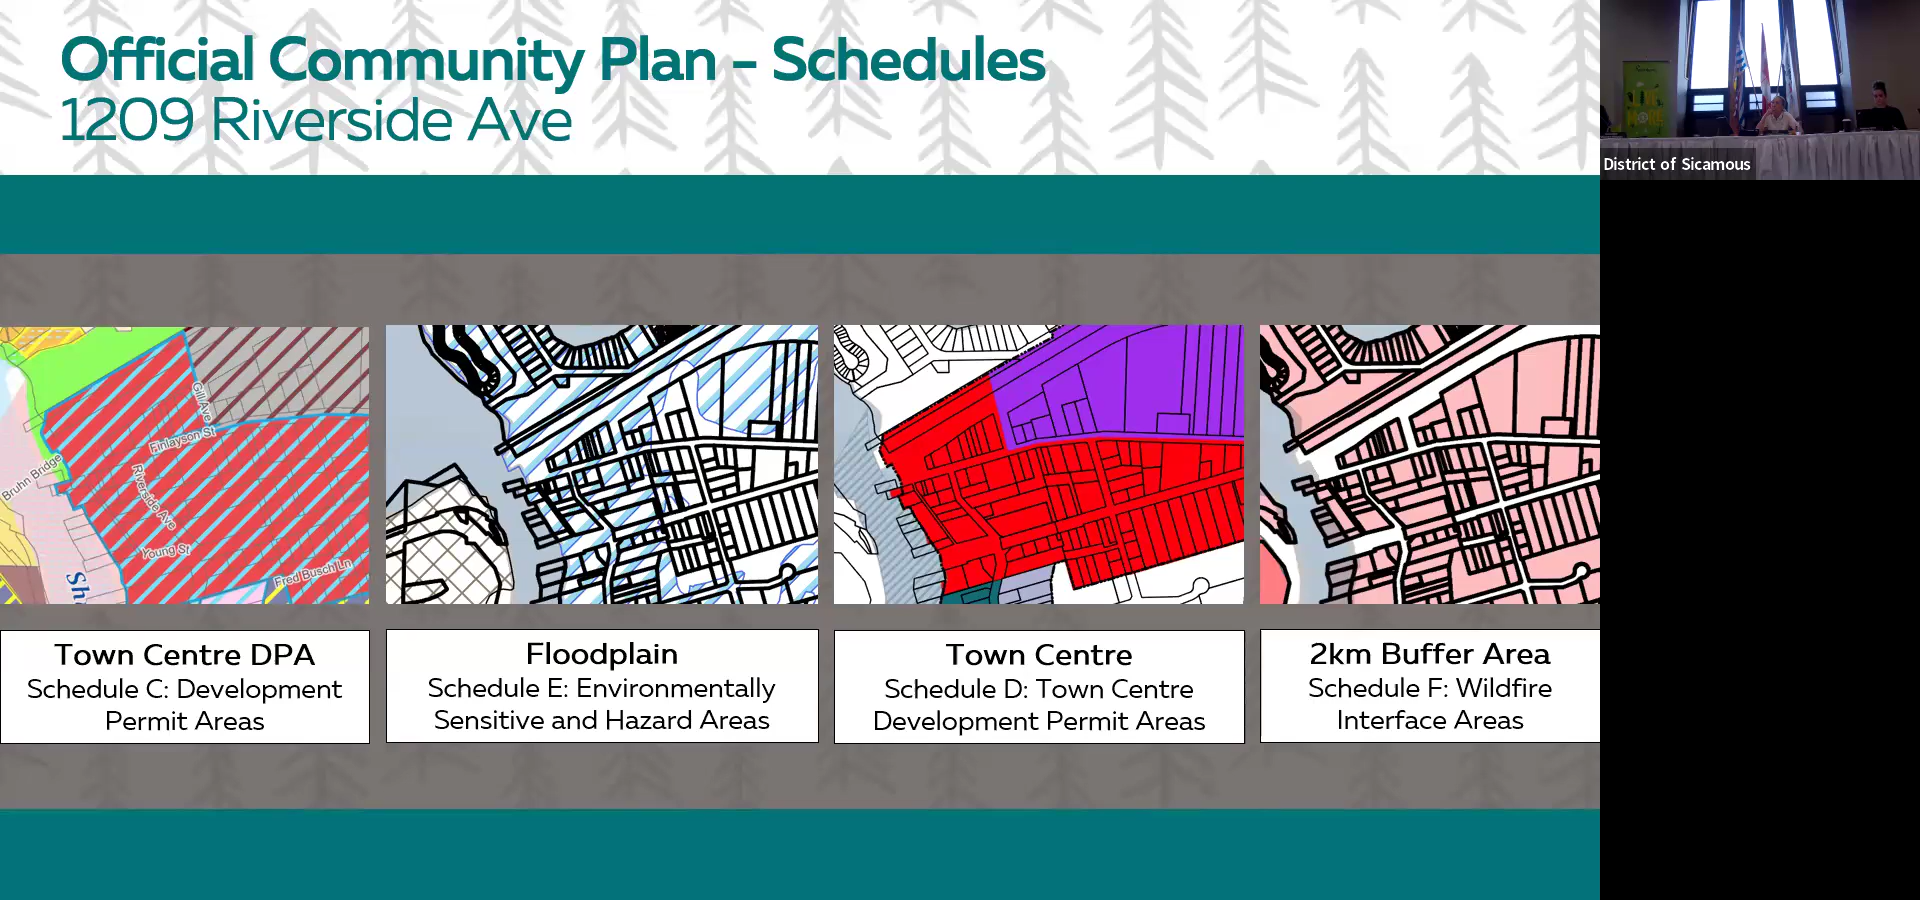 Official Community Plan - Schedules
1209 Riverside Ave
District of Sicamous
Gill Ave
Finlayson St
Bruhn Bridge
Riverside Ave
Young St
Fred Busch Ln
Town Centre DPA
Schedule C: Development
Permit Areas
Floodplain
Schedule E: Environmentally
Sensitive and Hazard Areas
Town Centre
Schedule D: Town Centre
Development Permit Areas
2km Buffer Area
Schedule F: Wildfire
Interface Areas